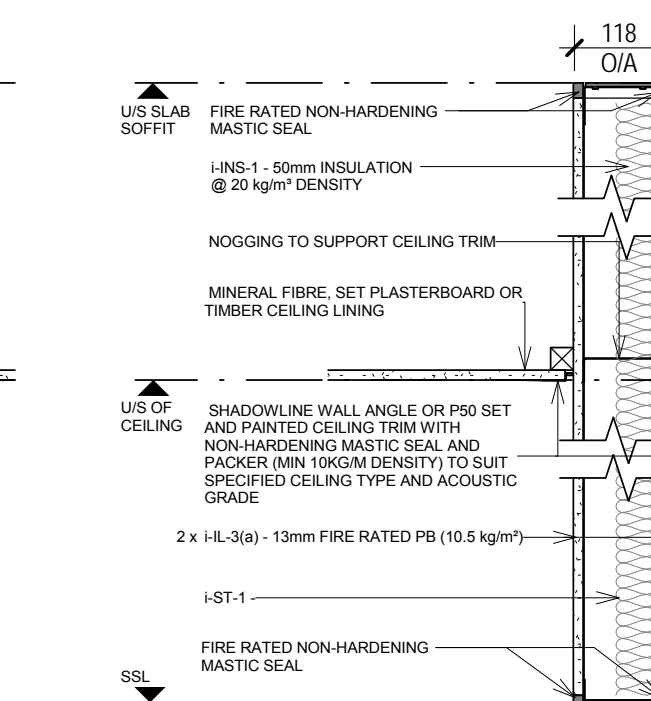 118
O/A
U/S SLAB
SOFFIT
FIRE RATED NON-HARDENING
MASTIC SEAL
i-INS-1 - 50mm INSULATION
@ 20 kg/m³ DENSITY
NOGGING TO SUPPORT CEILING TRIM
MINERAL FIBRE, SET PLASTERBOARD OR
TIMBER CEILING LINING
U/S OF
CEILING
SHADOWLINE WALL ANGLE OR P50 SET
AND PAINTED CEILING TRIM WITH
NON-HARDENING MASTIC SEAL AND
PACKER (MIN 10KG/M DENSITY) TO SUIT
SPECIFIED CEILING TYPE AND ACOUSTIC
GRADE
2 x i-IL-3(a) - 13mm FIRE RATED PB (10.5 kg/m²)
i-ST-1 -
FIRE RATED NON-HARDENING
MASTIC SEAL
SSL